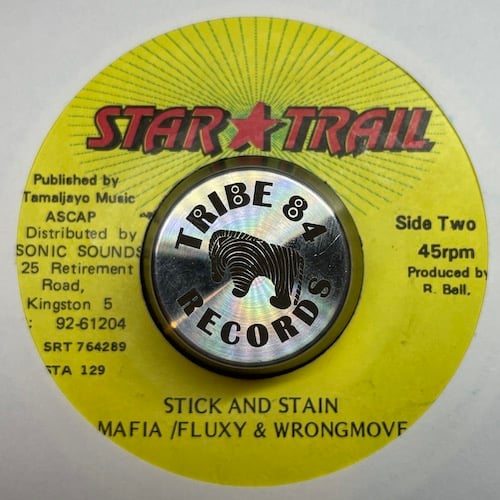 STAR★TRAIL
Published by
Tamaljayo Music
ASCAP
Distributed by
SONIC SOUNDS
25 Retirement
Road,
Kingston 5
: 92-61204
SRT 764289
STA 129
TRIBE 84
RECORDS
Side Two
45rpm
Produced by
R. Bell,
STICK AND STAIN
MAFIA /FLUXY & WRONGMOVE